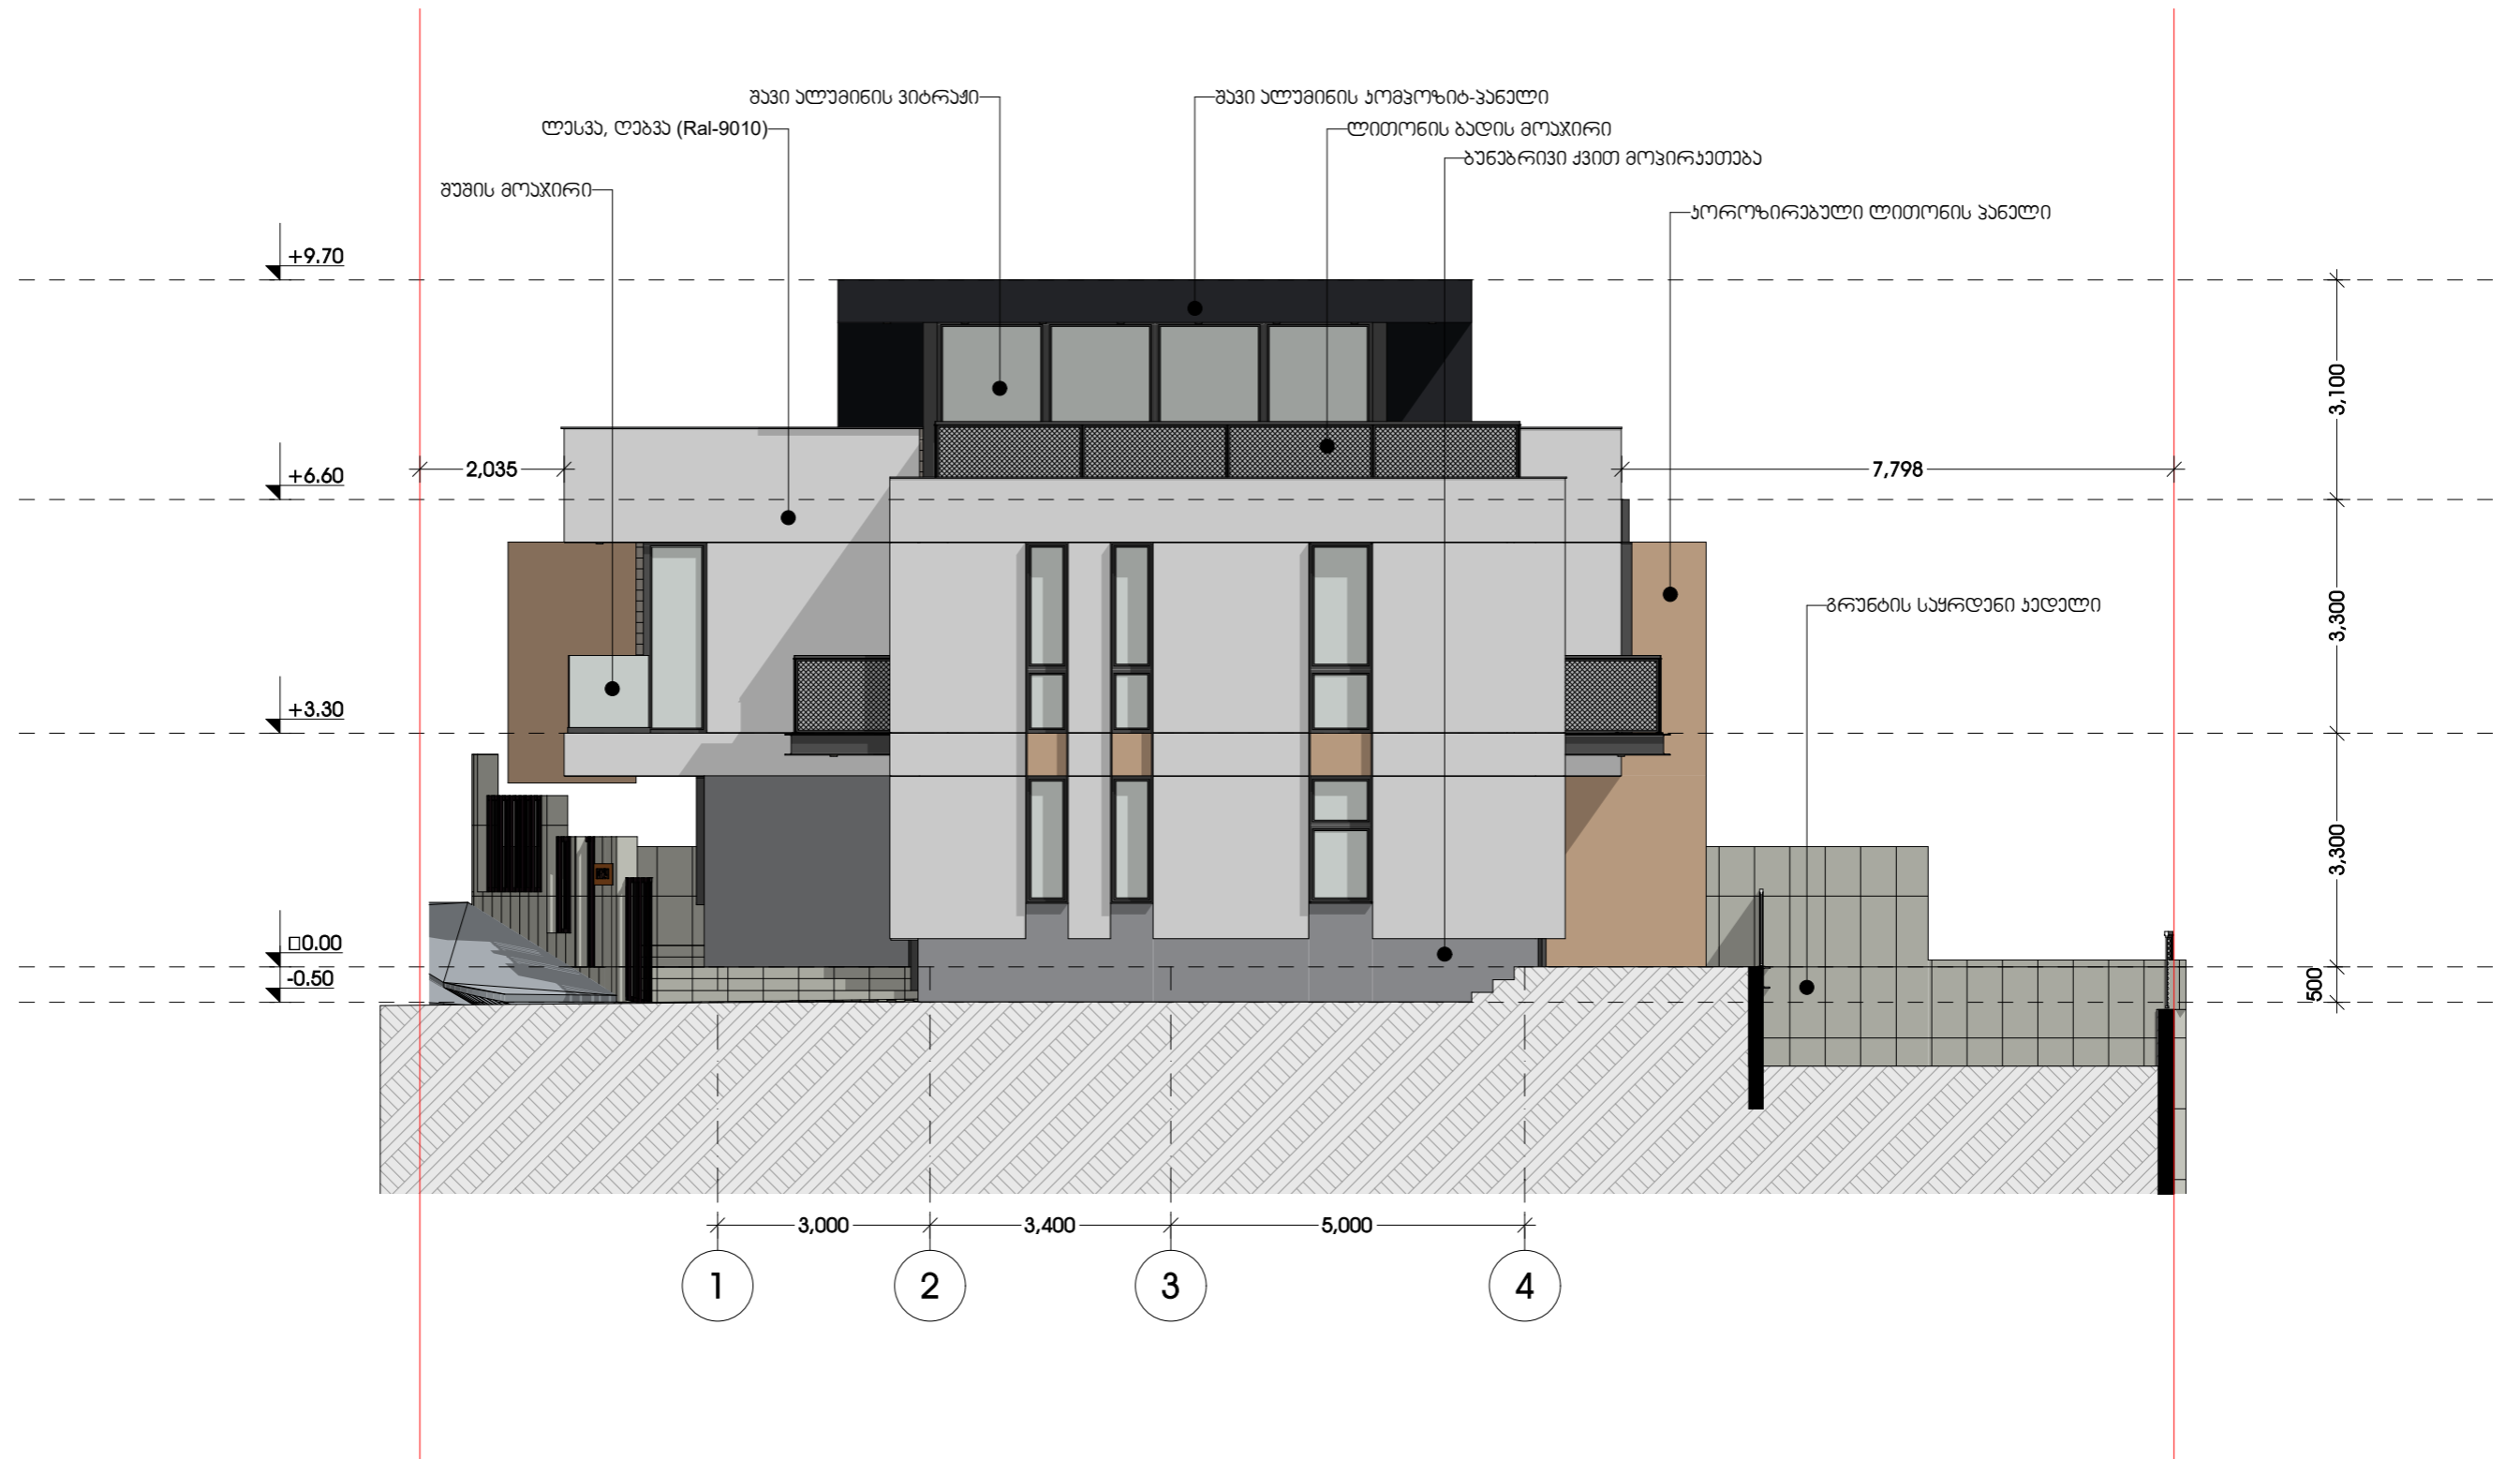 შავი ალუმინის ვიტრაჟი
შავი ალუმინის კომპოზიტ-პანელი
ლესვა, ღებვა (Ral-9010)
ლითონის ბადის მოაჯირი
ბუნებრივი ქვით მოპირკეთება
შუშის მოაჯირი
კოროზირებული ლითონის პანელი
+9.70
3,100
2,035
7,798
+6.60
გრუნტის საყრდენი კედელი
3,300
+3.30
3,300
□0.00
-0.50
500
3,000
3,400
5,000
1
2
3
4